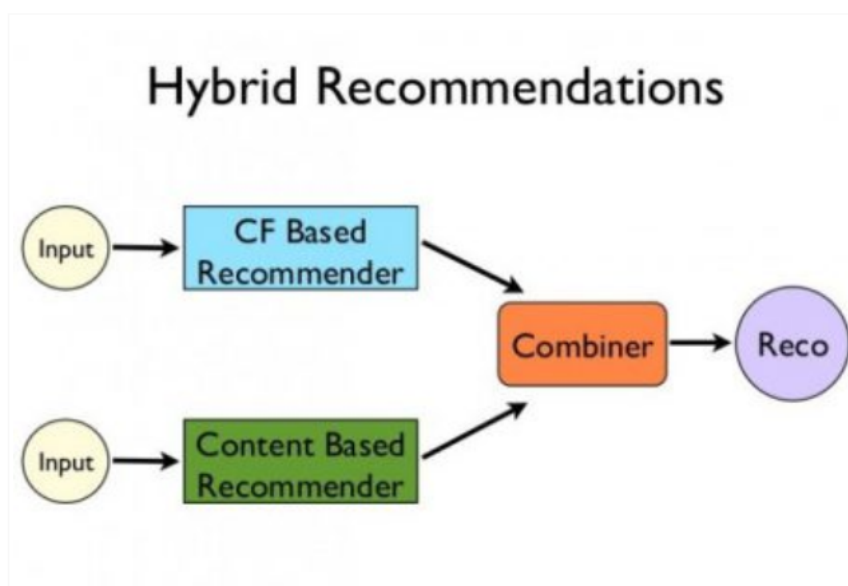 Hybrid Recommendations
Input
CF Based
Recommender
Combiner
Reco
Input
Content Based
Recommender